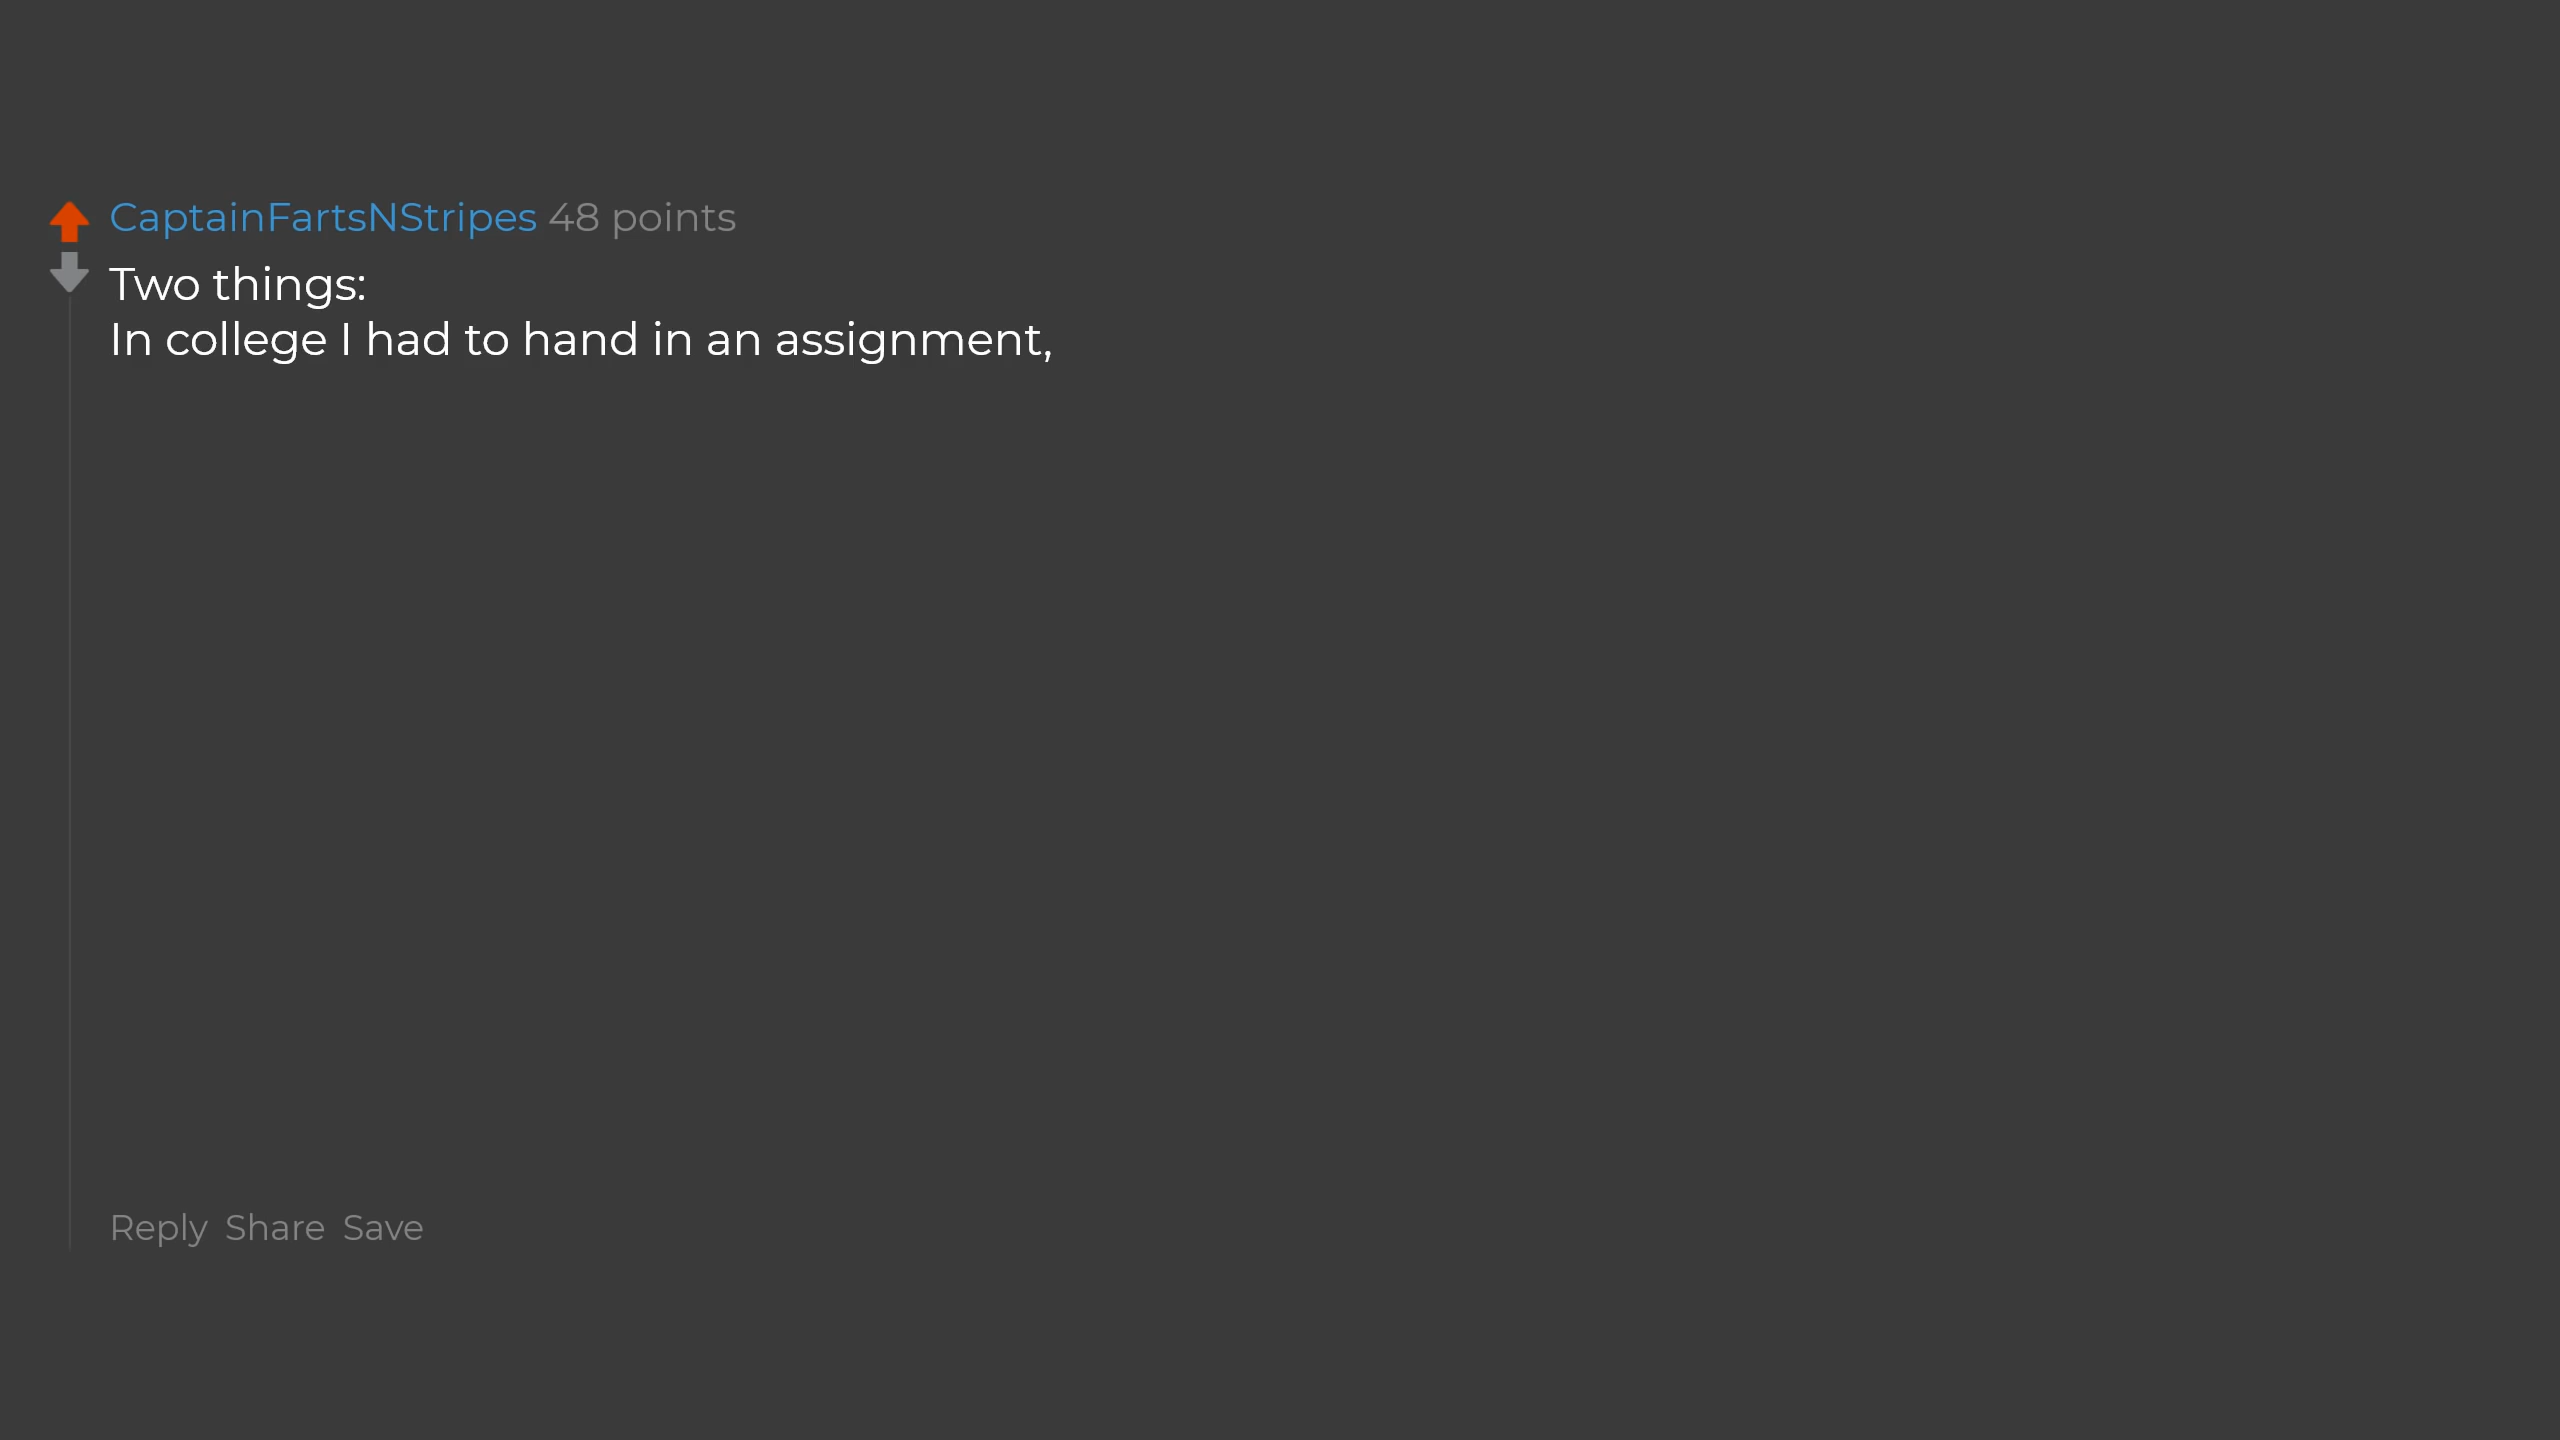 CaptainFartsNStripes 48 points
Two things:
In college I had to hand in an assignment,
Reply Share Save